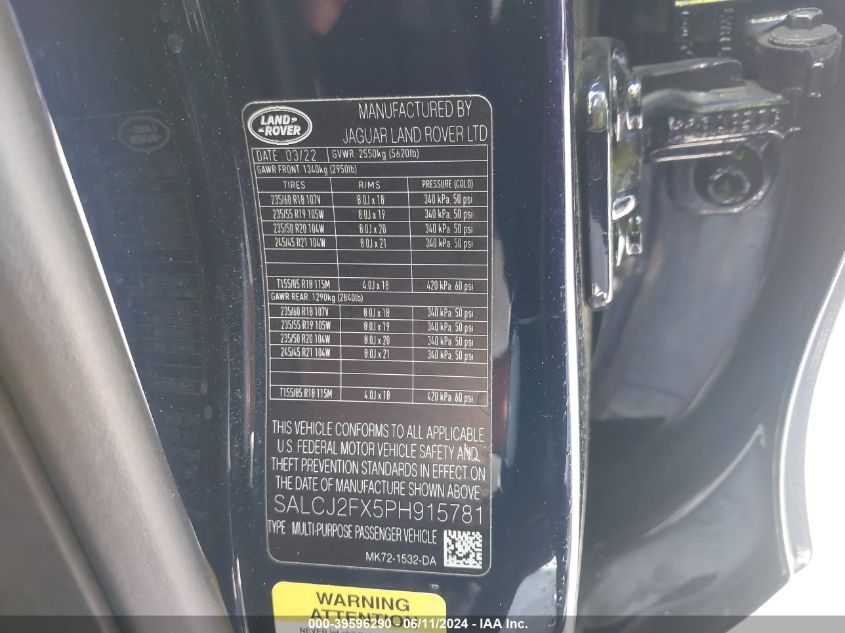 LAND-
-ROVER
MANUFACTURED BY
JAGUAR LAND ROVER LTD
DATE 03/22 GVWR: 2550kg (5620lb)
GAWR FRONT 1340kg (2950lb)
TIRES RIMS PRESSURE (COLD)
235/60 R18 107V 8.0J x 18 340 kPa, 50 psi
235/55 R19 105W 8.0J x 19 340 kPa, 50 psi
235/50 R20 104W 8.0J x 20 340 kPa, 50 psi
245/45 R21 104W 8.0J x 21 340 kPa, 50 psi
T155/85 R18 115M 4.0J x 18 420 kPa, 60 psi
GAWR REAR: 1290kg (2840lb)
235/60 R18 107V 8.0J x 18 340 kPa, 50 psi
235/55 R19 105W 8.0J x 19 340 kPa, 50 psi
235/50 R20 104W 8.0J x 20 340 kPa, 50 psi
245/45 R21 104W 8.0J x 21 340 kPa, 50 psi
T155/85 R18 115M 4.0J x 18 420 kPa, 60 psi
THIS VEHICLE CONFORMS TO ALL APPLICABLE
U.S. FEDERAL MOTOR VEHICLE SAFETY AND
THEFT PREVENTION STANDARDS IN EFFECT ON
THE DATE OF MANUFACTURE SHOWN ABOVE
SALCJ2FX5PH915781
TYPE : MULTI-PURPOSE PASSENGER VEHICLE
MK72-1532-DA
WARNING
ATTENTION
NEVER
000-39596290 - 06/11/2024 - IAA Inc.